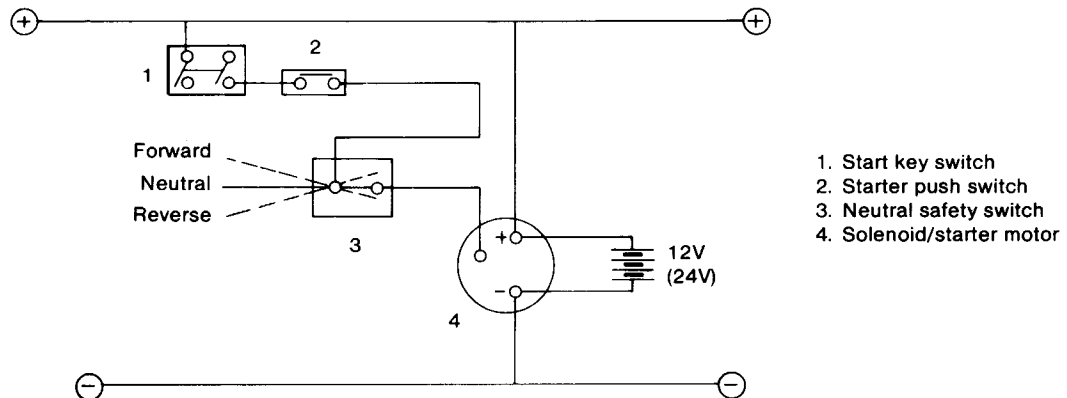 + +
2
1
Forward
Neutral
Reverse
3
+
12V
(24V)
−
4
− −
1. Start key switch
2. Starter push switch
3. Neutral safety switch
4. Solenoid/starter motor